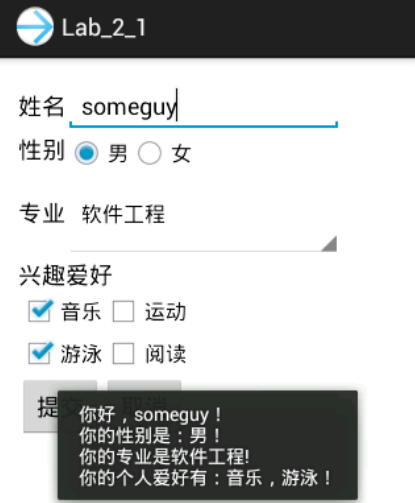 Lab_2_1
姓名 someguy
性别 男 女
专业 软件工程
兴趣爱好
音乐 运动
游泳 阅读
提交
你好，someguy！
你的性别是：男！
你的专业是软件工程!
你的个人爱好有：音乐，游泳！